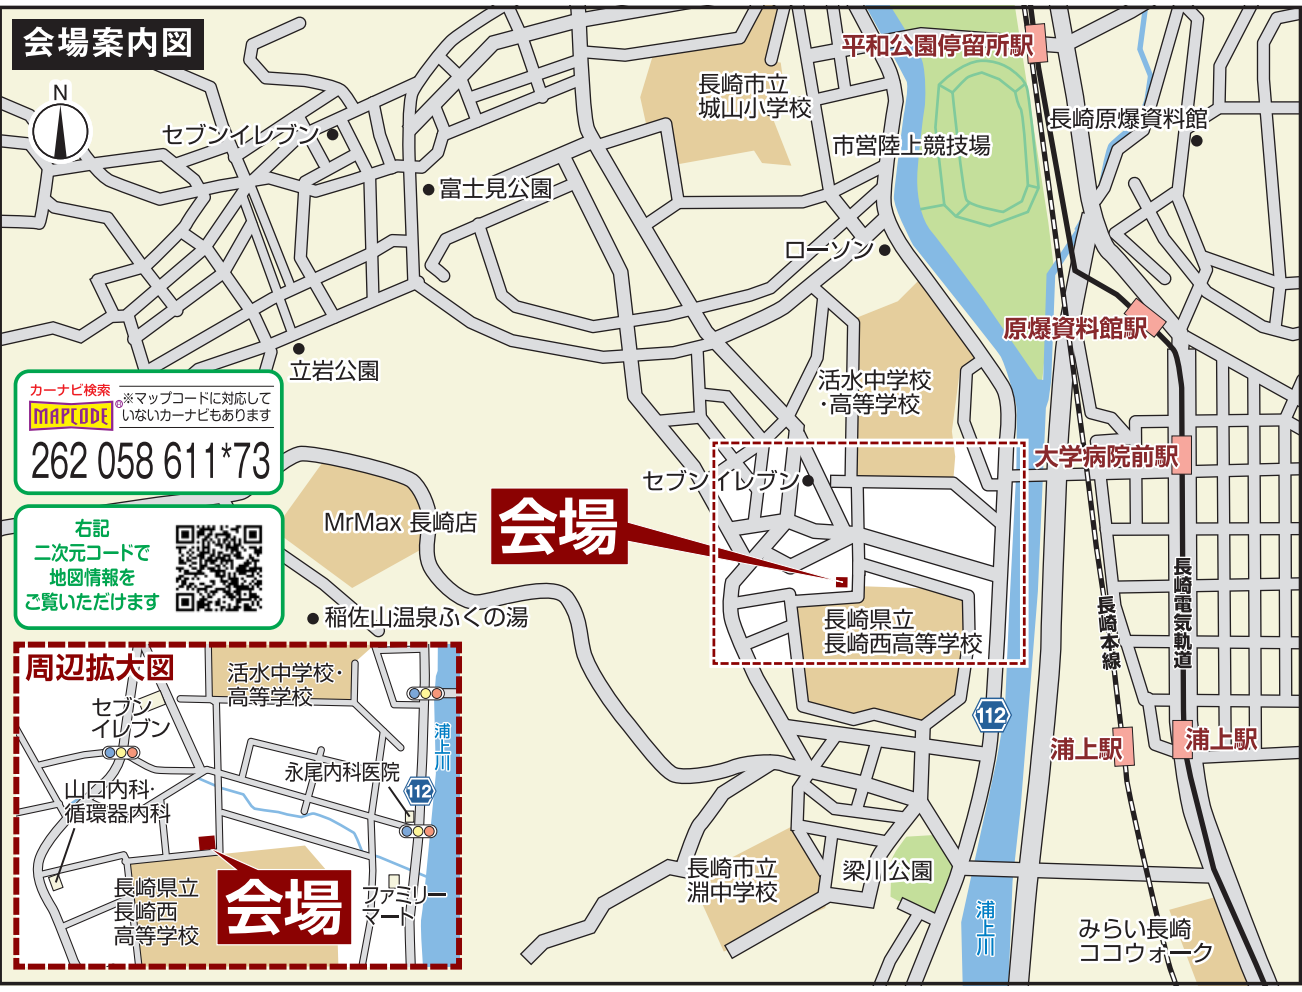 会場案内図
N
セブンイレブン
富士見公園
長崎市立
城山小学校
平和公園停留所駅
市営陸上競技場
長崎原爆資料館
ローソン
原爆資料館駅
立岩公園
活水中学校
・高等学校
カーナビ検索
MAPCODE
®
※マップコードに対応して
いないカーナビもあります
262 058 611*73
右記
二次元コードで
地図情報を
ご覧いただけます
MrMax 長崎店
稲佐山温泉ふくの湯
セブンイレブン
会場
大学病院前駅
長崎県立
長崎西高等学校
長崎本線
長崎電気軌道
112
浦上駅
浦上駅
長崎市立
淵中学校
梁川公園
浦上川
みらい長崎
ココウォーク
周辺拡大図
活水中学校・
高等学校
セブン
イレブン
浦上川
永尾内科医院
112
山口内科・
循環器内科
長崎県立
長崎西
高等学校
会場
ファミリー
マート